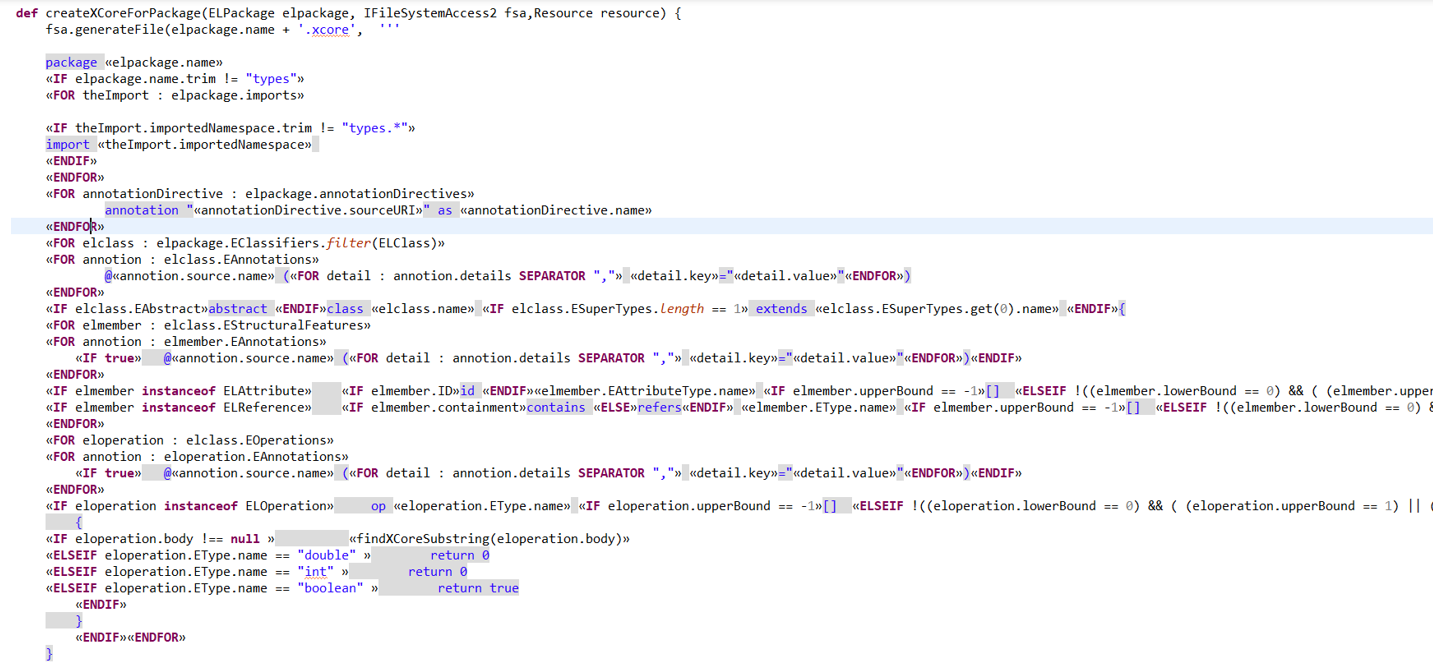 def createXCoreForPackage(ELPackage elpackage, IFileSystemAccess2 fsa,Resource resource) {
    fsa.generateFile(elpackage.name + '.xcore',  '''
    package «elpackage.name»
    «IF elpackage.name.trim != "types"»
    «FOR theImport : elpackage.imports»
    «IF theImport.importedNamespace.trim != "types.*"»
    import «theImport.importedNamespace»
    «ENDIF»
    «ENDFOR»
    «FOR annotationDirective : elpackage.annotationDirectives»
            annotation "«annotationDirective.sourceURI»" as «annotationDirective.name»
    «ENDFOR»
    «FOR elclass : elpackage.EClassifiers.filter(ELClass)»
    «FOR annotion : elclass.EAnnotations»
            @«annotion.source.name» («FOR detail : annotion.details SEPARATOR ","» «detail.key»="«detail.value»"«ENDFOR»)
    «ENDFOR»
    «IF elclass.EAbstract»abstract «ENDIF»class «elclass.name» «IF elclass.ESuperTypes.length == 1» extends «elclass.ESuperTypes.get(0).name» «ENDIF»{
    «FOR elmember : elclass.EStructuralFeatures»
    «FOR annotion : elmember.EAnnotations»
        «IF true»   @«annotion.source.name» («FOR detail : annotion.details SEPARATOR ","» «detail.key»="«detail.value»"«ENDFOR»)«ENDIF»
    «ENDFOR»
    «IF elmember instanceof ELAttribute»    «IF elmember.ID»id «ENDIF»«elmember.EAttributeType.name» «IF elmember.upperBound == -1»[]  «ELSEIF !((elmember.lowerBound == 0) && ( (elmember.upper
    «IF elmember instanceof ELReference»    «IF elmember.containment»contains «ELSE»refers«ENDIF» «elmember.EType.name» «IF elmember.upperBound == -1»[]  «ELSEIF !((elmember.lowerBound == 0) &
    «ENDFOR»
    «FOR eloperation : elclass.EOperations»
    «FOR annotion : eloperation.EAnnotations»
        «IF true»   @«annotion.source.name» («FOR detail : annotion.details SEPARATOR ","» «detail.key»="«detail.value»"«ENDFOR»)«ENDIF»
    «ENDFOR»
    «IF eloperation instanceof ELOperation»     op «eloperation.EType.name» «IF eloperation.upperBound == -1»[]  «ELSEIF !((eloperation.lowerBound == 0) && ( (eloperation.upperBound == 1) || (
        {
    «IF eloperation.body !== null »          «findXCoreSubstring(eloperation.body)»
    «ELSEIF eloperation.EType.name == "double" »        return 0
    «ELSEIF eloperation.EType.name == "int" »        return 0
    «ELSEIF eloperation.EType.name == "boolean" »        return true
        «ENDIF»
        }
        «ENDIF»«ENDFOR»
    }